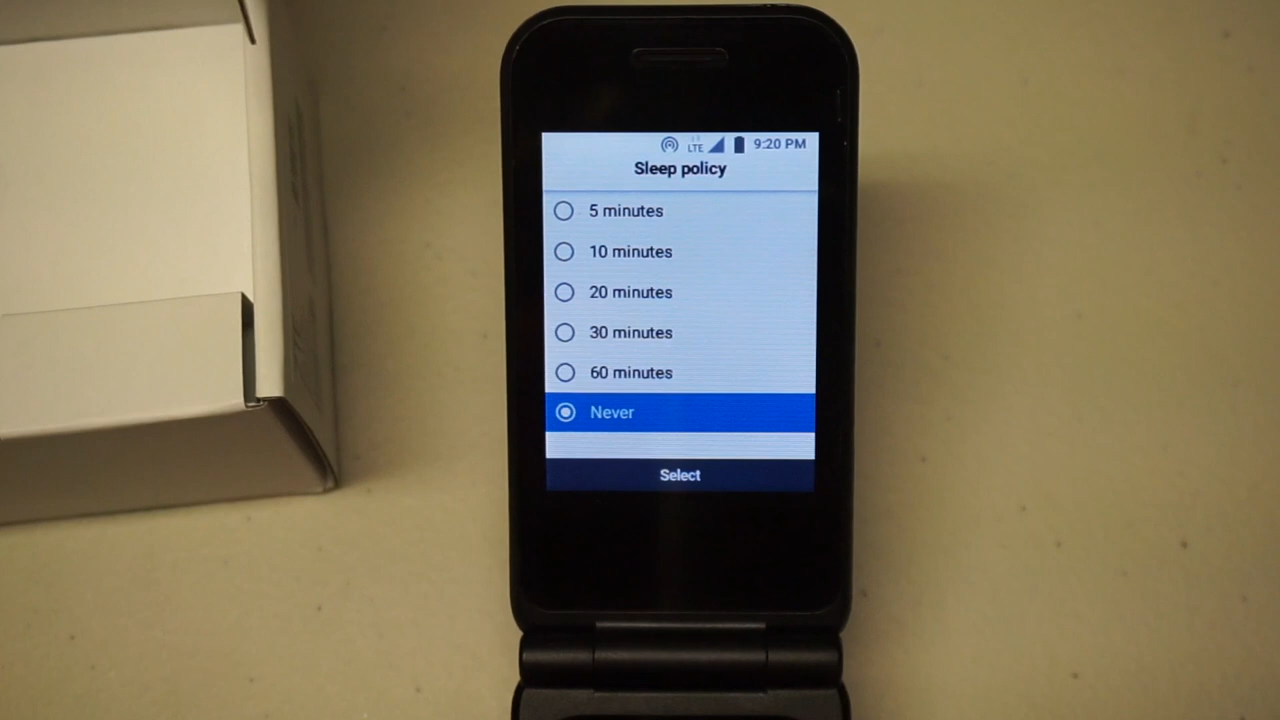 LTE 9:20 PM
Sleep policy
5 minutes
10 minutes
20 minutes
30 minutes
60 minutes
Never
Select